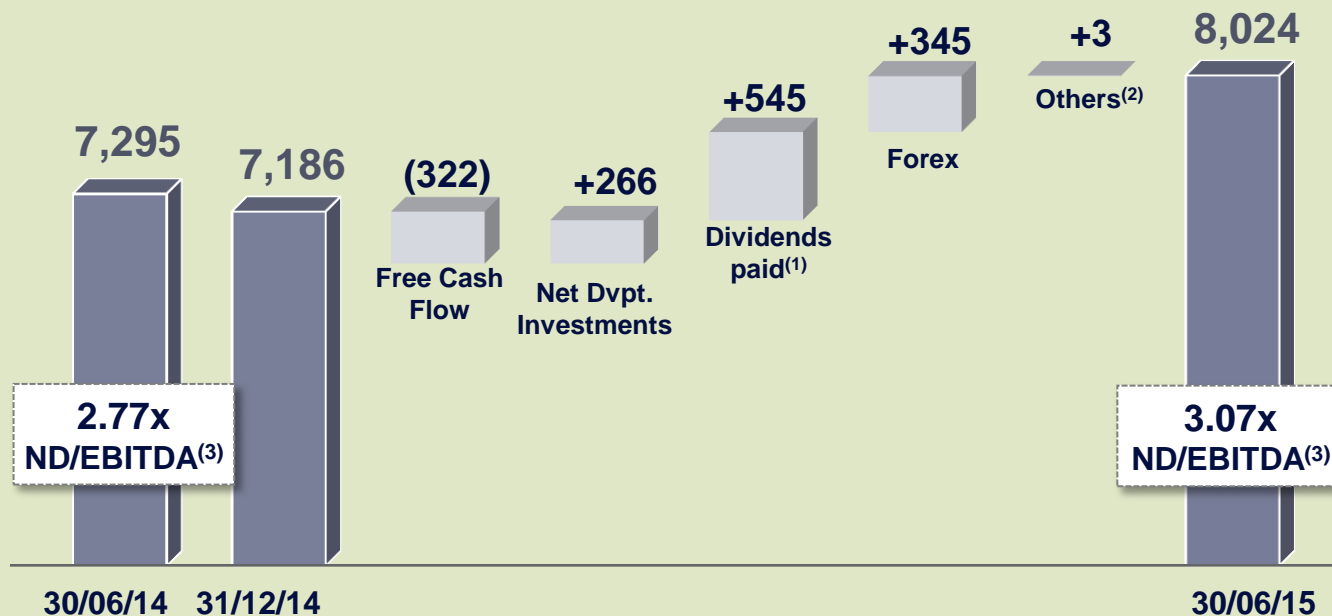 7,295
7,186
(322)
Free Cash
Flow
+266
Net Dvpt.
Investments
+545
Dividends
paid(1)
+345
Forex
+3
Others(2)
8,024
2.77x
ND/EBITDA(3)
3.07x
ND/EBITDA(3)
30/06/14
31/12/14
30/06/15